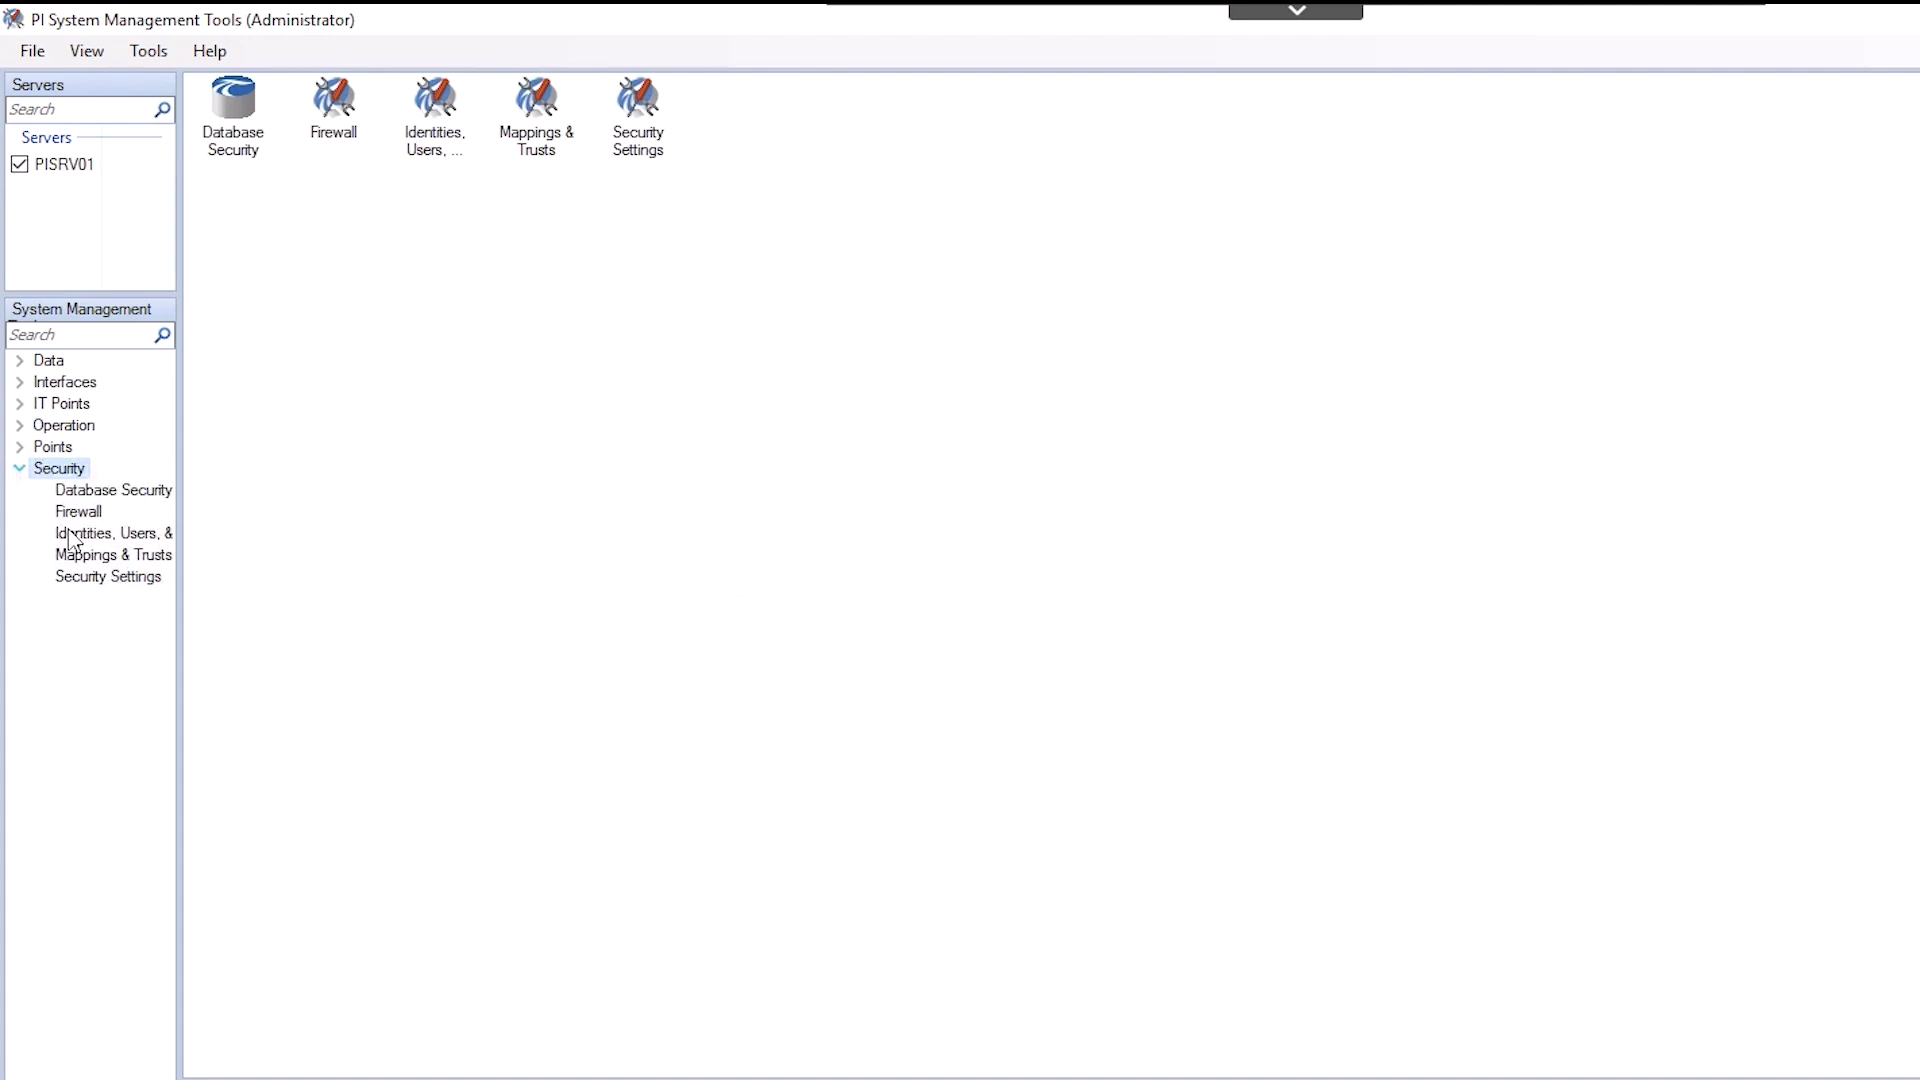 PI System Management Tools (Administrator)
File View Tools Help
Servers
Search
Servers
PISRV01
System Management
Search
Data
Interfaces
IT Points
Operation
Points
Security
Database Security
Firewall
Identities, Users, &
Mappings & Trusts
Security Settings
Database
Security
Firewall
Identities,
Users, ...
Mappings &
Trusts
Security
Settings